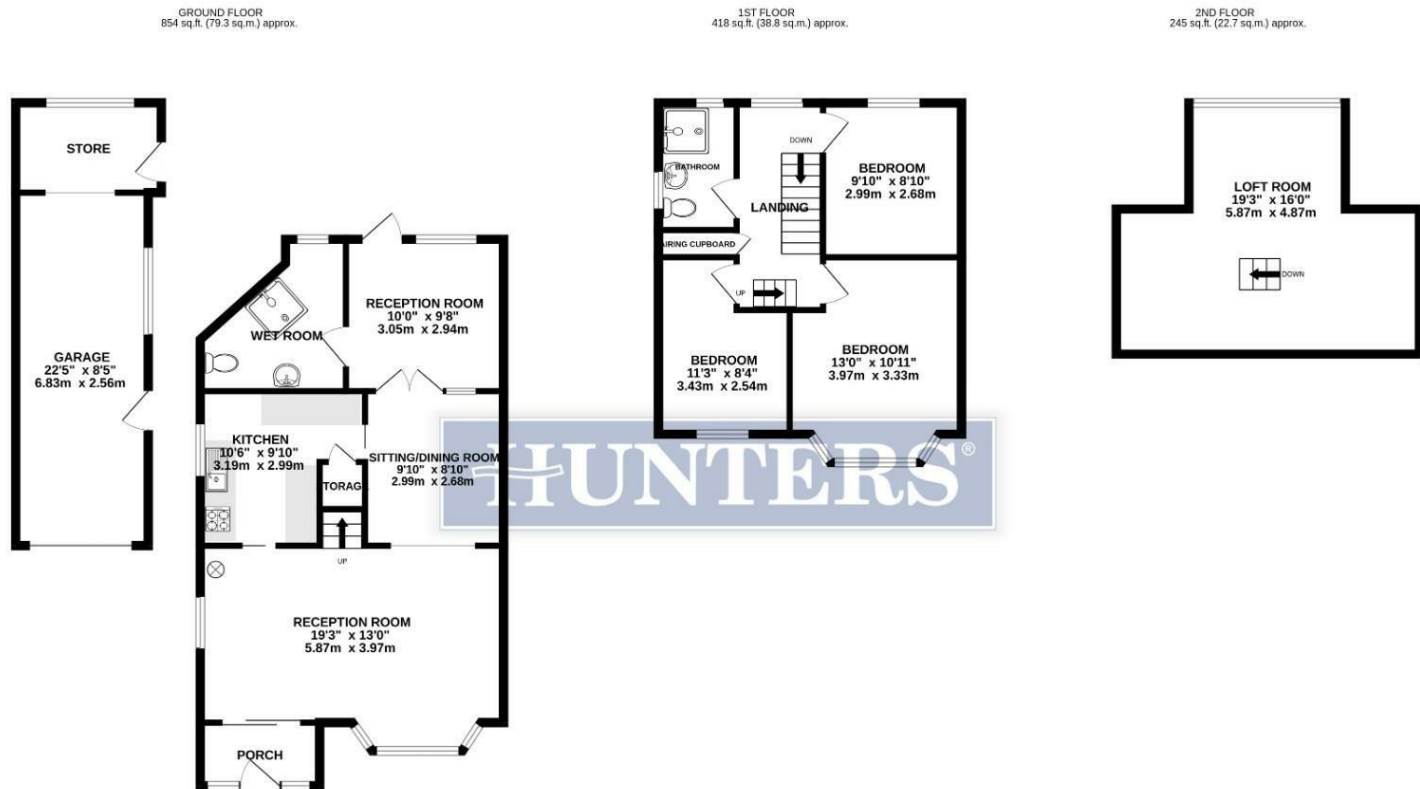 GROUND FLOOR
854 sq.ft. (79.3 sq.m.) approx.
STORE
GARAGE
22'5" x 8'5"
6.83m x 2.56m
WET ROOM
RECEPTION ROOM
10'0" x 9'8"
3.05m x 2.94m
KITCHEN
10'6" x 9'10"
3.19m x 2.99m
TORAG
SITTING/DINING ROOM
9'10" x 8'10"
2.99m x 2.68m
UP
RECEPTION ROOM
19'3" x 13'0"
5.87m x 3.97m
PORCH
1ST FLOOR
418 sq.ft. (38.8 sq.m.) approx.
BATHROOM
DOWN
LANDING
BEDROOM
9'10" x 8'10"
2.99m x 2.68m
AIRING CUPBOARD
UP
BEDROOM
11'3" x 8'4"
3.43m x 2.54m
BEDROOM
13'0" x 10'11"
3.97m x 3.33m
HUNTERS®
2ND FLOOR
245 sq.ft. (22.7 sq.m.) approx.
LOFT ROOM
19'3" x 16'0"
5.87m x 4.87m
DOWN